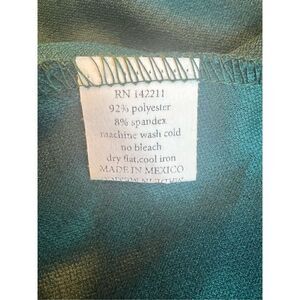 RN 142211
92% polyester
8% spandex
machine wash cold
no bleach
dry flat,cool iron
MADE IN MEXICO